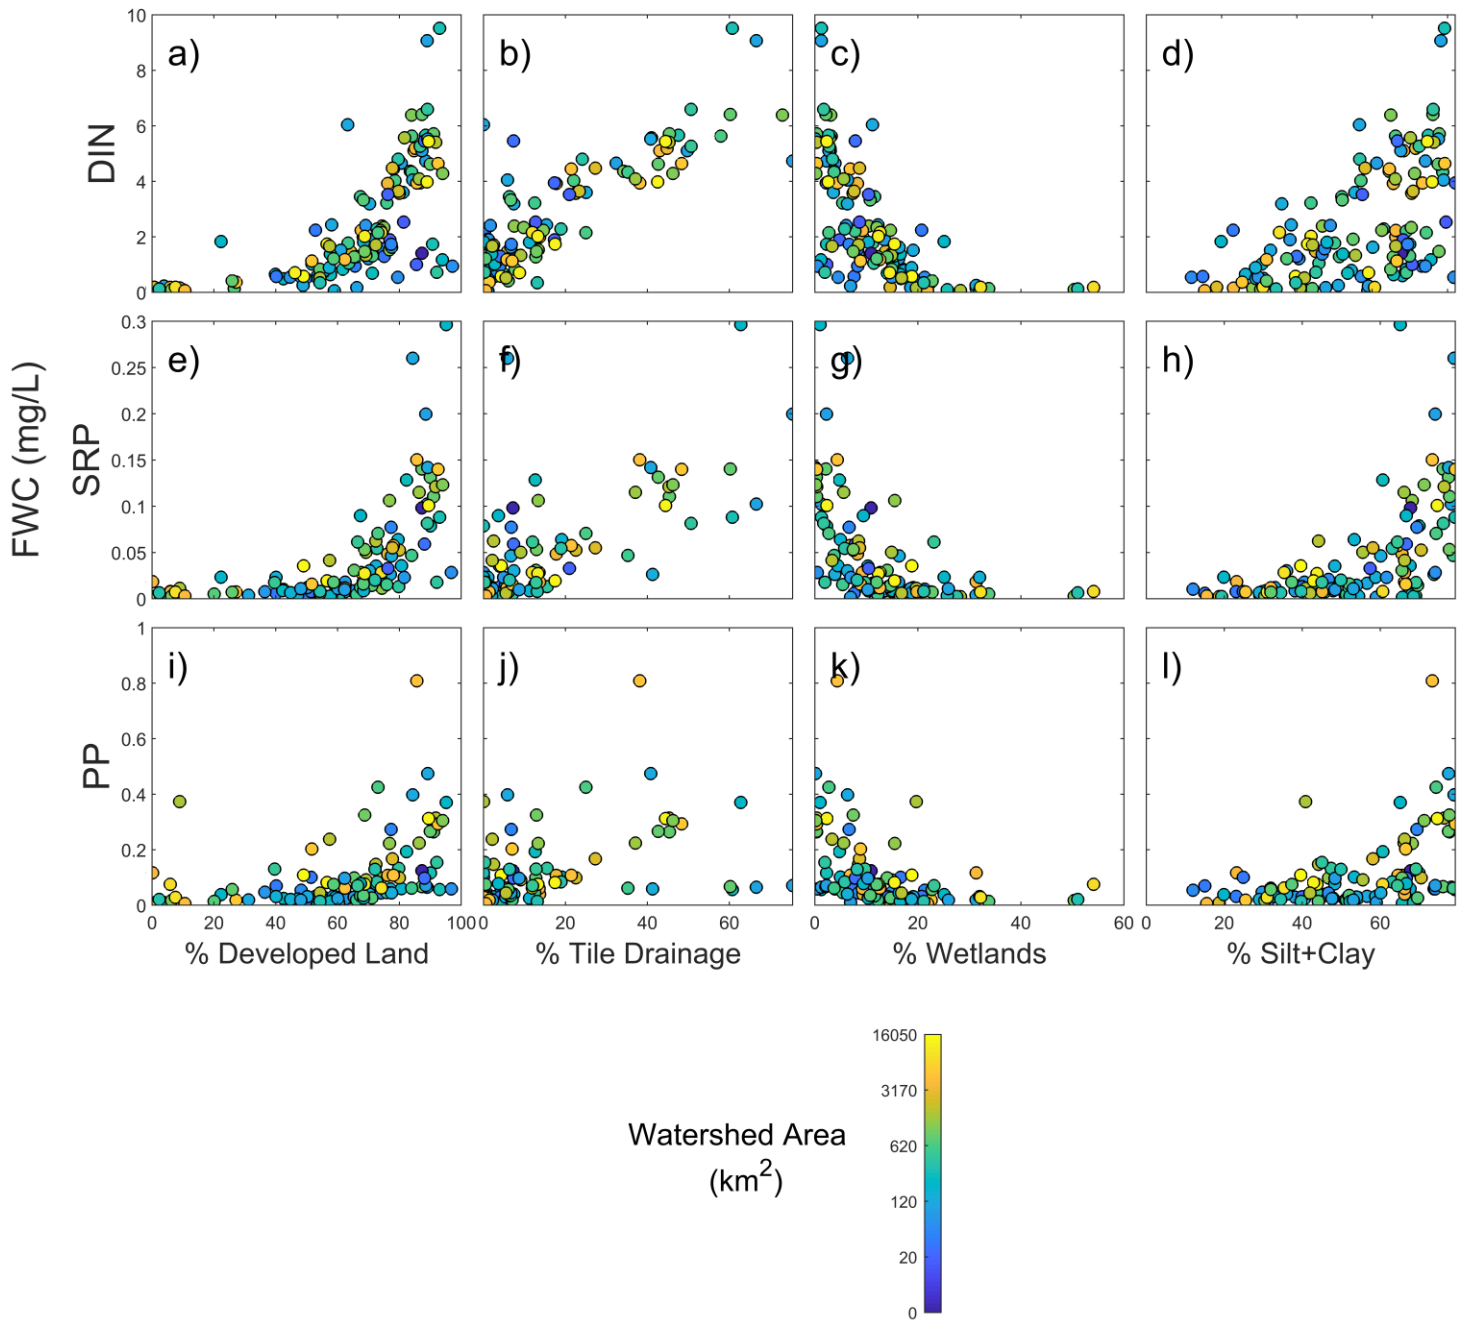 a) b) c) d)
10
8
6
4
2
0
DIN
e) f) g) h)
0.3
0.25
0.2
0.15
0.1
0.05
0
SRP
FWC (mg/L)
i) j) k) l)
1
0.8
0.6
0.4
0.2
0
PP
0 20 40 60 80 100
0 20 40 60
0 20 40 60
0 20 40 60
% Developed Land
% Tile Drainage
% Wetlands
% Silt+Clay
Watershed Area
(km²)
16050
3170
620
120
20
0